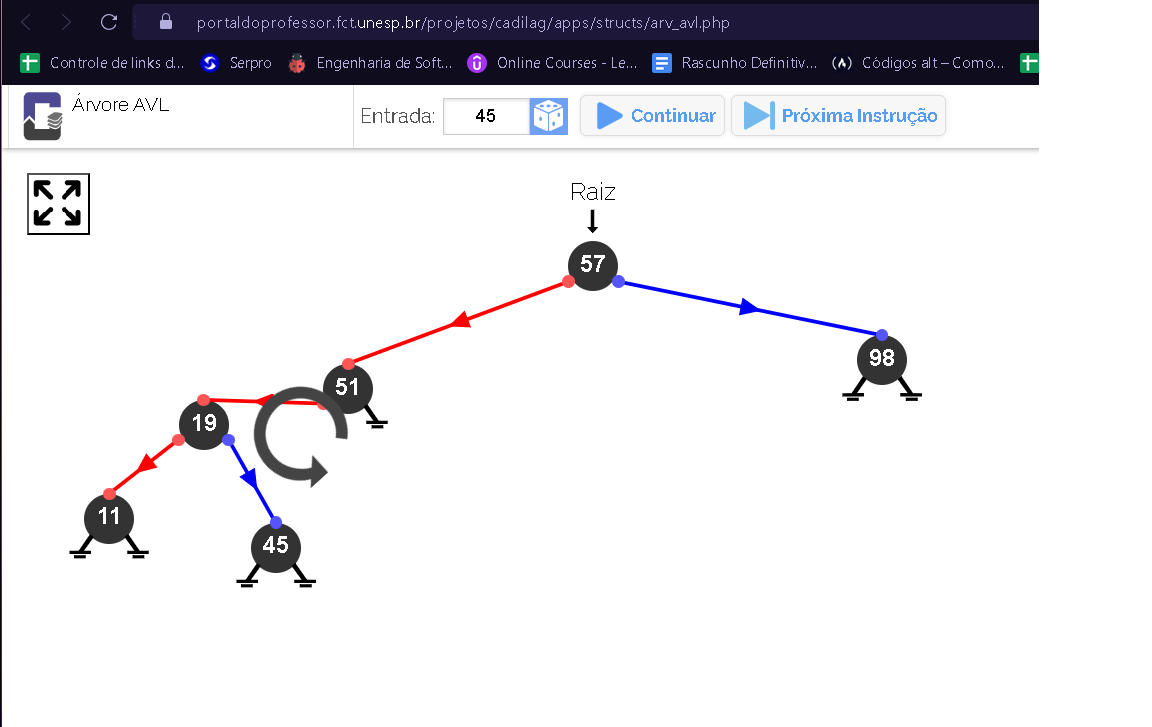 portaldoprofessor.fct.unesp.br/projetos/cadilag/apps/structs/arv_avl.php
Controle de links d... Serpro Engenharia de Soft... Online Courses - Le... Rascunho Definitiv... Códigos alt – Como...
Árvore AVL Entrada: 45 Continuar Próxima Instrução
Raiz
57
98
51
19
11
45